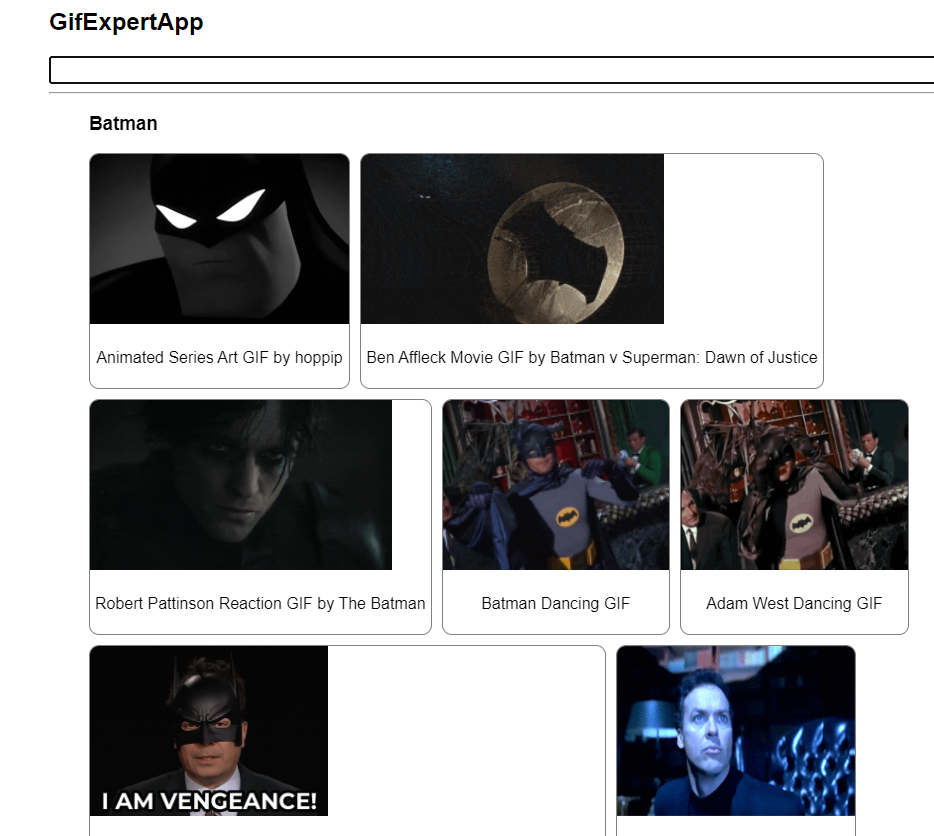 GifExpertApp
Batman
Animated Series Art GIF by hoppip
Ben Affleck Movie GIF by Batman v Superman: Dawn of Justice
Robert Pattinson Reaction GIF by The Batman
Batman Dancing GIF
Adam West Dancing GIF
I AM VENGEANCE!